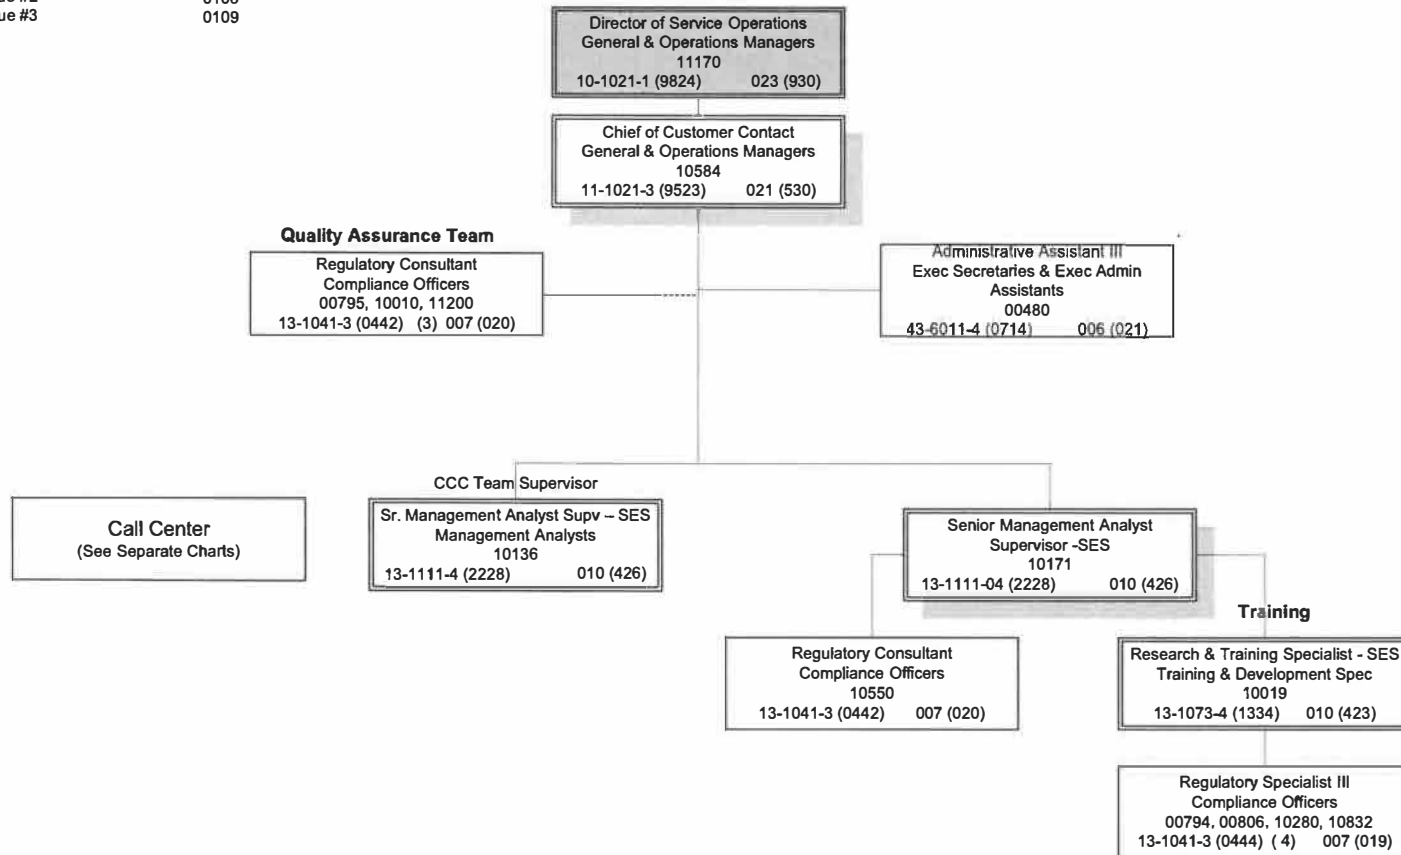 ue #3 0109
Director of Service Operations
General & Operations Managers
11170
10-1021-1 (9824) 023 (930)
Chief of Customer Contact
General & Operations Managers
10584
11-1021-3 (9523) 021 (530)
Quality Assurance Team
Regulatory Consultant
Compliance Officers
00795, 10010, 11200
13-1041-3 (0442) (3) 007 (020)
Administrative Assistant III
Exec Secretaries & Exec Admin
Assistants
00480
43-6011-4 (0714) 006 (021)
Call Center
(See Separate Charts)
CCC Team Supervisor
Sr. Management Analyst Supv – SES
Management Analysts
10136
13-1111-4 (2228) 010 (426)
Senior Management Analyst
Supervisor -SES
10171
13-1111-04 (2228) 010 (426)
Regulatory Consultant
Compliance Officers
10550
13-1041-3 (0442) 007 (020)
Training
Research & Training Specialist - SES
Training & Development Spec
10019
13-1073-4 (1334) 010 (423)
Regulatory Specialist III
Compliance Officers
00794, 00806, 10280, 10832
13-1041-3 (0444) ( 4) 007 (019)